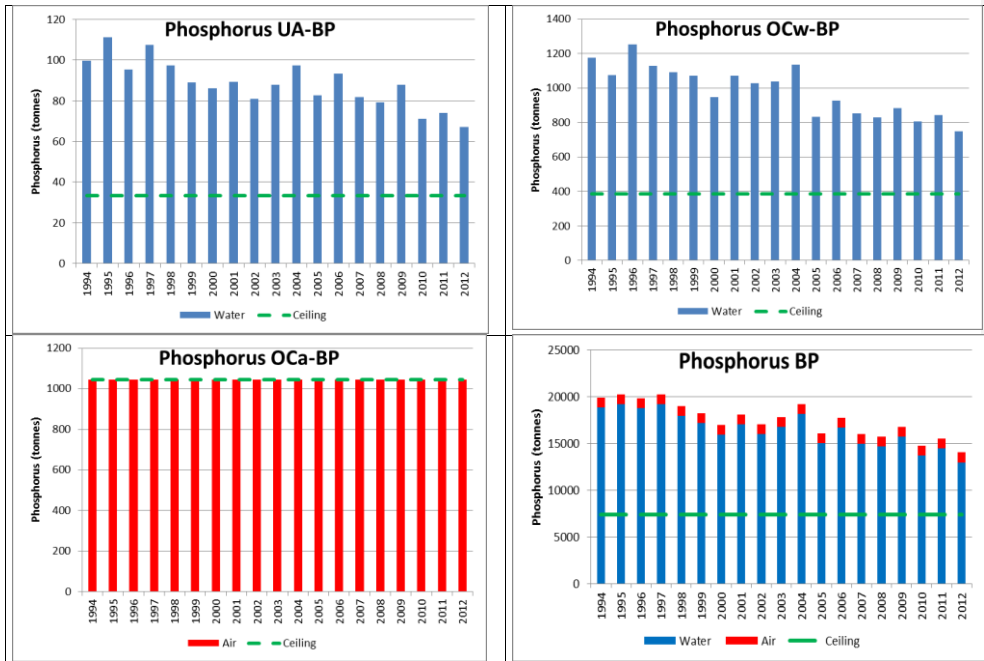 Phosphorus UA-BP
Phosphorus (tonnes)
120
100
80
60
40
20
0
1994 1995 1996 1997 1998 1999 2000 2001 2002 2003 2004 2005 2006 2007 2008 2009 2010 2011 2012
Water Ceiling
Phosphorus OCw-BP
Phosphorus (tonnes)
1400
1200
1000
800
600
400
200
0
1994 1995 1996 1997 1998 1999 2000 2001 2002 2003 2004 2005 2006 2007 2008 2009 2010 2011 2012
Water Ceiling
Phosphorus OCa-BP
Phosphorus (tonnes)
1200
1000
800
600
400
200
0
1994 1995 1996 1997 1998 1999 2000 2001 2002 2003 2004 2005 2006 2007 2008 2009 2010 2011 2012
Air Ceiling
Phosphorus BP
Phosphorus (tonnes)
25000
20000
15000
10000
5000
0
1994 1995 1996 1997 1998 1999 2000 2001 2002 2003 2004 2005 2006 2007 2008 2009 2010 2011 2012
Water Air Ceiling